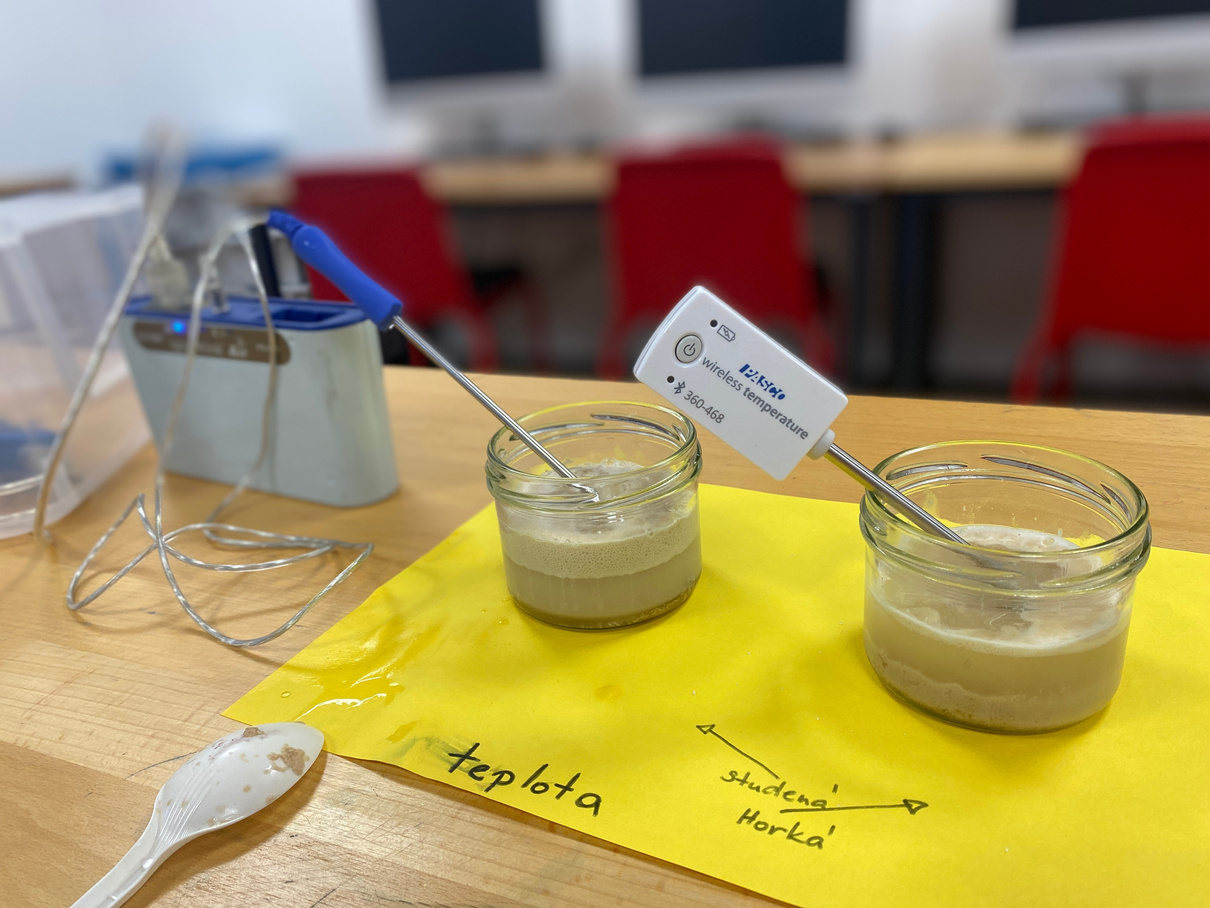 PASCO
wireless temperature
360-468
teplota
studená
Horká